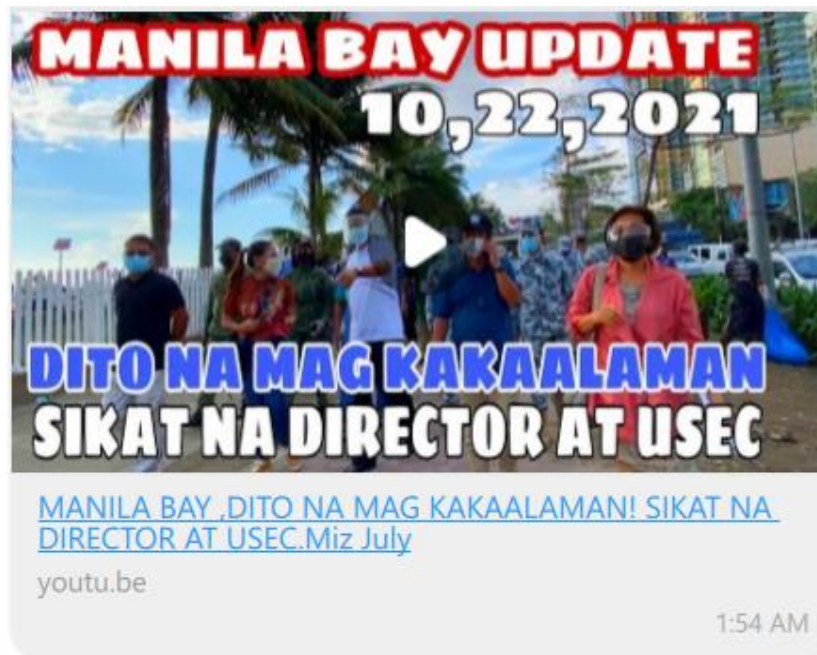 MANILA BAY UPDATE
10,22,2021
DITO NA MAG KAKAALAMAN
SIKAT NA DIRECTOR AT USEC
MANILA BAY ,DITO NA MAG KAKAALAMAN! SIKAT NA
DIRECTOR AT USEC.Miz July
youtu.be
1:54 AM